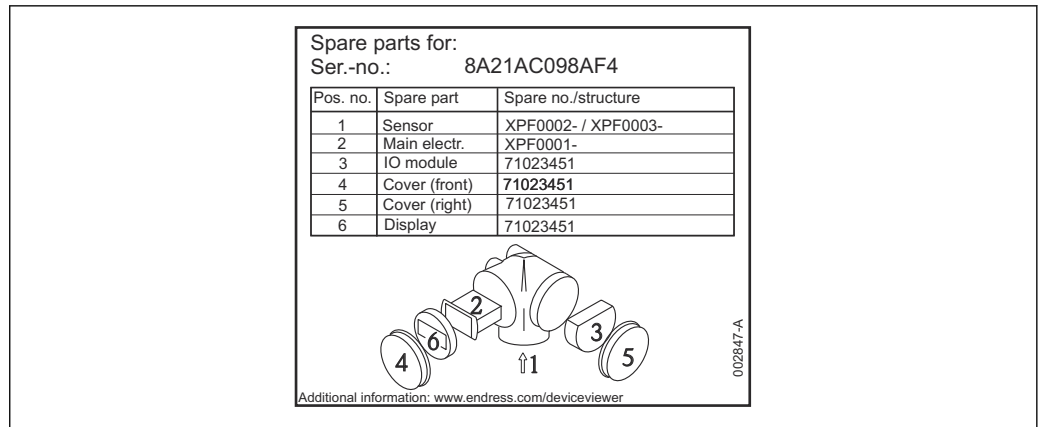 Spare parts for:
Ser.-no.: 8A21AC098AF4
Pos. no. Spare part Spare no./structure
1 Sensor XPF0002- / XPF0003-
2 Main electr. XPF0001-
3 IO module 71023451
4 Cover (front) 71023451
5 Cover (right) 71023451
6 Display 71023451
2
6
4
1
3
5
002847-A
Additional information: www.endress.com/deviceviewer